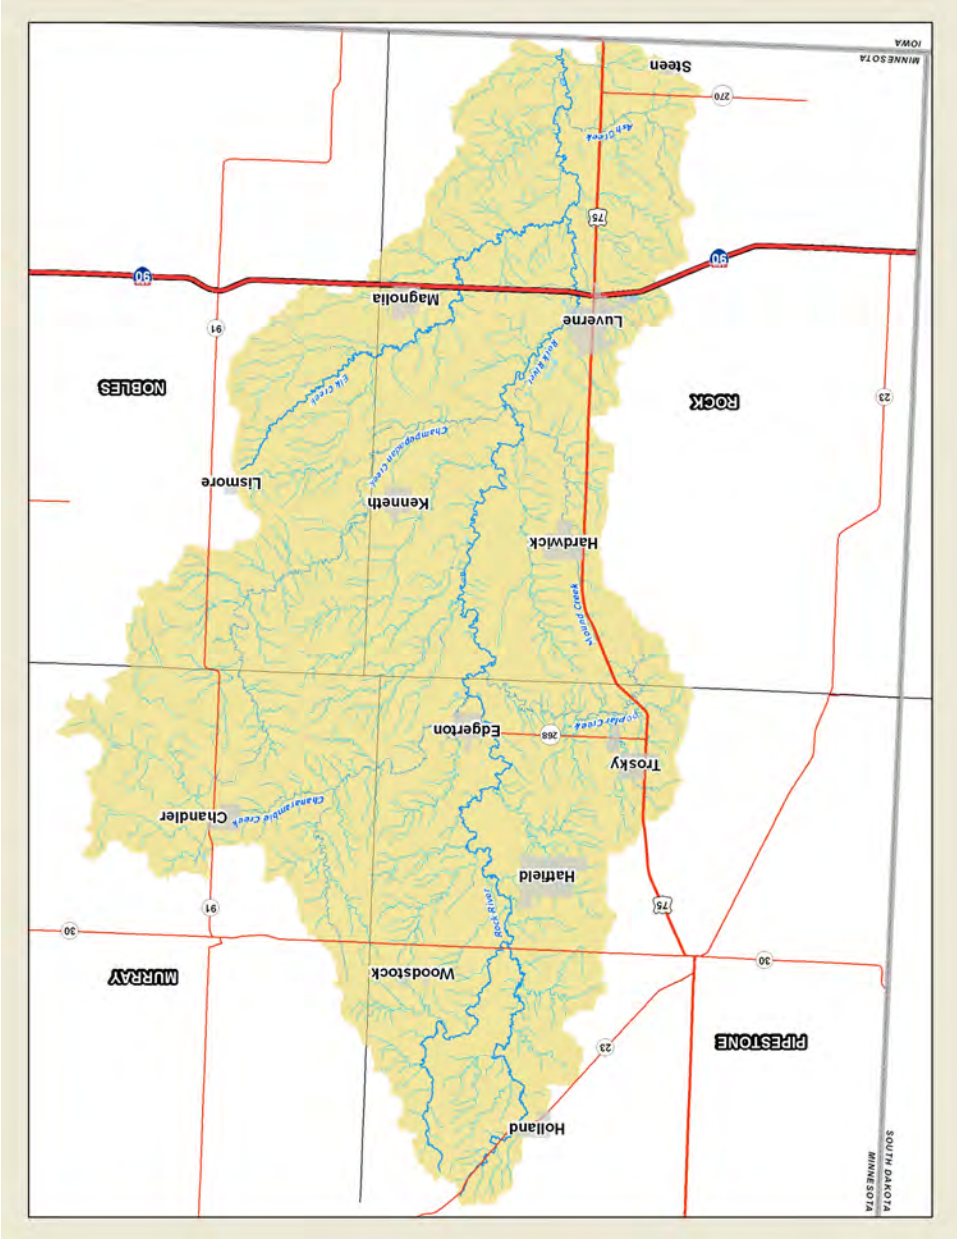 SOUTH DAKOTA
MINNESOTA
Holland
23
PIPESTONE
MURRAY
Woodstock
30
30
75
Rock River
91
Hatfield
Chanarambie Creek
Chandler
Trosky
268
Edgerton
Poplar Creek
Mound Creek
Hardwick
Kenneth
Lismore
Champepadan Creek
23
ROCK
Rock River
Elk Creek
NOBLES
Luverne
91
Magnolia
90
90
75
Ash Creek
270
Steen
MINNESOTA
IOWA